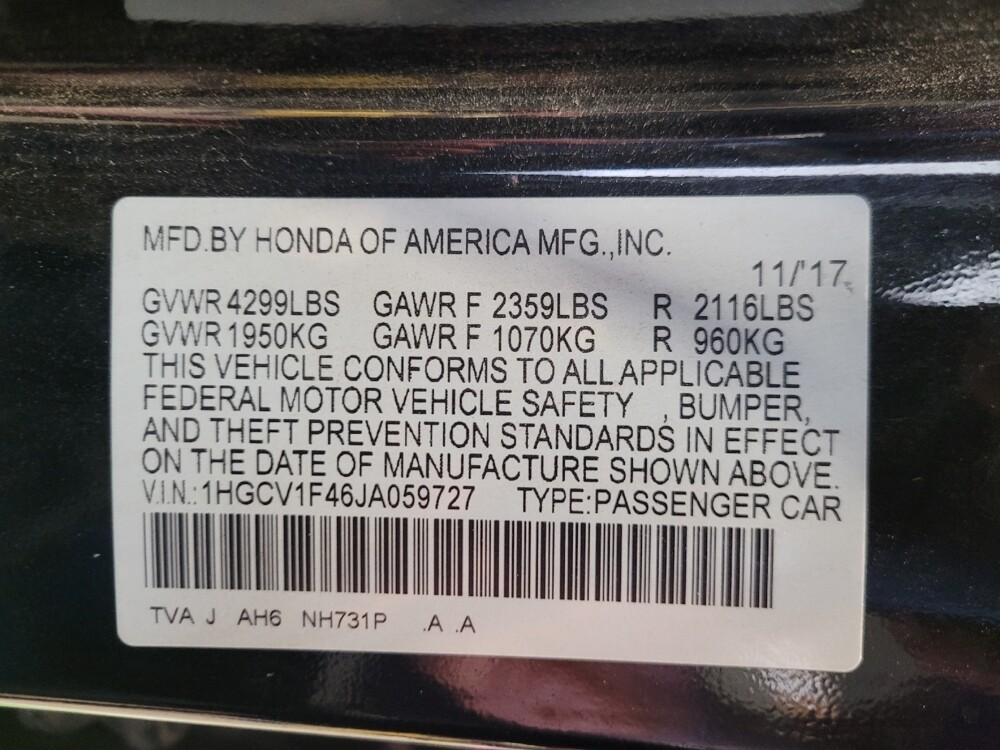 MFD.BY HONDA OF AMERICA MFG.,INC.
11/'17
GVWR 4299LBS GAWR F 2359LBS R 2116LBS
GVWR 1950KG GAWR F 1070KG R 960KG
THIS VEHICLE CONFORMS TO ALL APPLICABLE
FEDERAL MOTOR VEHICLE SAFETY , BUMPER,
AND THEFT PREVENTION STANDARDS IN EFFECT
ON THE DATE OF MANUFACTURE SHOWN ABOVE.
V.I.N.:1HGCV1F46JA059727 TYPE:PASSENGER CAR
TVA J AH6 NH731P .A .A